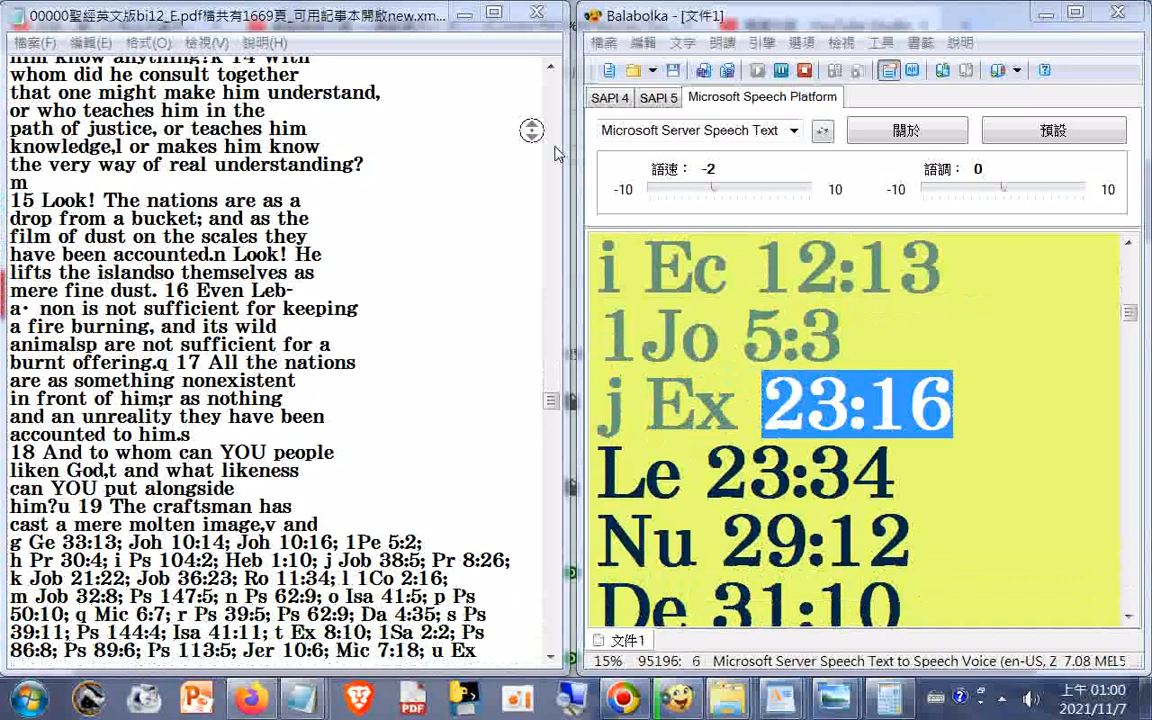 00000聖經英文版bi12_E.pdf檔共有1669頁_可用記事本開啟new.xm...
檔案(F) 編輯(E) 格式(O) 檢視(V) 說明(H)
him know anything?k 14 With
whom did he consult together
that one might make him understand,
or who teaches him in the
path of justice, or teaches him
knowledge,l or makes him know
the very way of real understanding?
m
15 Look! The nations are as a
drop from a bucket; and as the
film of dust on the scales they
have been accounted.n Look! He
lifts the islandso themselves as
mere fine dust. 16 Even Leb-
a· non is not sufficient for keeping
a fire burning, and its wild
animalsp are not sufficient for a
burnt offering.q 17 All the nations
are as something nonexistent
in front of him;r as nothing
and an unreality they have been
accounted to him.s
18 And to whom can YOU people
liken God,t and what likeness
can YOU put alongside
him?u 19 The craftsman has
cast a mere molten image,v and
g Ge 33:13; Joh 10:14; Joh 10:16; 1Pe 5:2;
h Pr 30:4; i Ps 104:2; Heb 1:10; j Job 38:5; Pr 8:26;
k Job 21:22; Job 36:23; Ro 11:34; l 1Co 2:16;
m Job 32:8; Ps 147:5; n Ps 62:9; o Isa 41:5; p Ps
50:10; q Mic 6:7; r Ps 39:5; Ps 62:9; Da 4:35; s Ps
39:11; Ps 144:4; Isa 41:11; t Ex 8:10; 1Sa 2:2; Ps
86:8; Ps 89:6; Ps 113:5; Jer 10:6; Mic 7:18; u Ex
Balabolka - [文件1]
檔案 編輯 文字 朗讀 引擎 選項 檢視 工具 書籤 說明
SAPI 4 SAPI 5 Microsoft Speech Platform
Microsoft Server Speech Text 關於 預設
語速： -2 語調： 0
-10 10 -10 10
i Ec 12:13
1Jo 5:3
j Ex 23:16
Le 23:34
Nu 29:12
De 31:10
文件1
15% 95196: 6 Microsoft Server Speech Text to Speech Voice (en-US, Z 7.08 МЕ
PDF
上午 01:00
2021/11/7